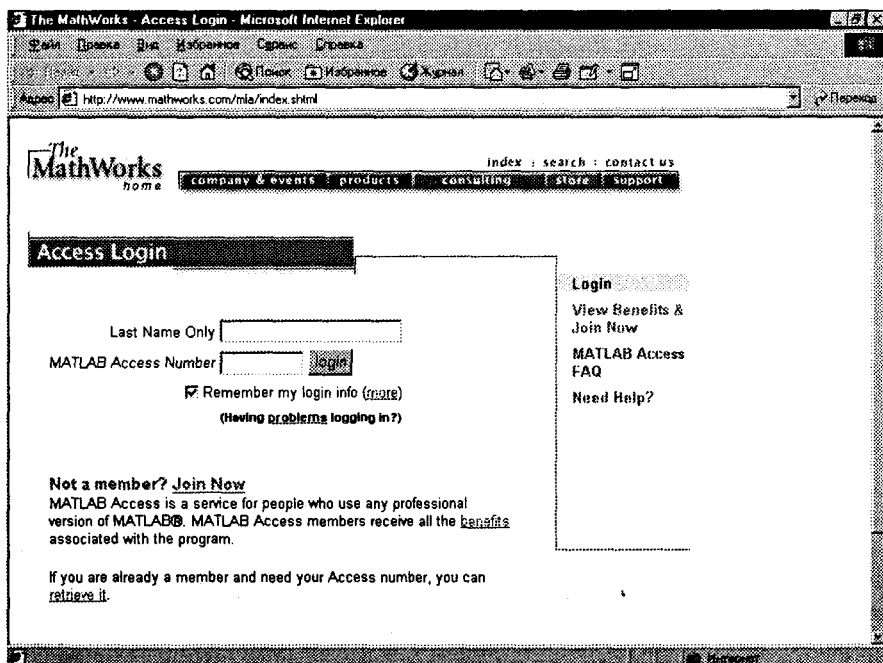 The MathWorks - Access Login - Microsoft Internet Explorer
Файл Правка Вид Избранное Сервис Справка
Поиск Избранное Журнал
Адрес http://www.mathworks.com/mla/index.shtml Переход
The MathWorks
home
index : search : contact us
company & events products consulting store support
Access Login
Last Name Only
MATLAB Access Number login
Remember my login info (more)
(Having problems logging in?)
Not a member? Join Now
MATLAB Access is a service for people who use any professional
version of MATLAB®. MATLAB Access members receive all the benefits
associated with the program.
If you are already a member and need your Access number, you can
retrieve it.
Login
View Benefits &
Join Now
MATLAB Access
FAQ
Need Help?
Интернет